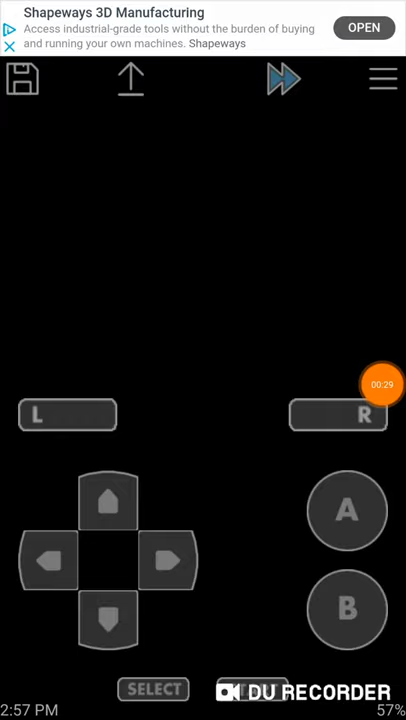 Shapeways 3D Manufacturing
Access industrial-grade tools without the burden of buying
and running your own machines. Shapeways
OPEN
00:29
L
R
A
B
SELECT
DU RECORDER
2:57 PM
57%